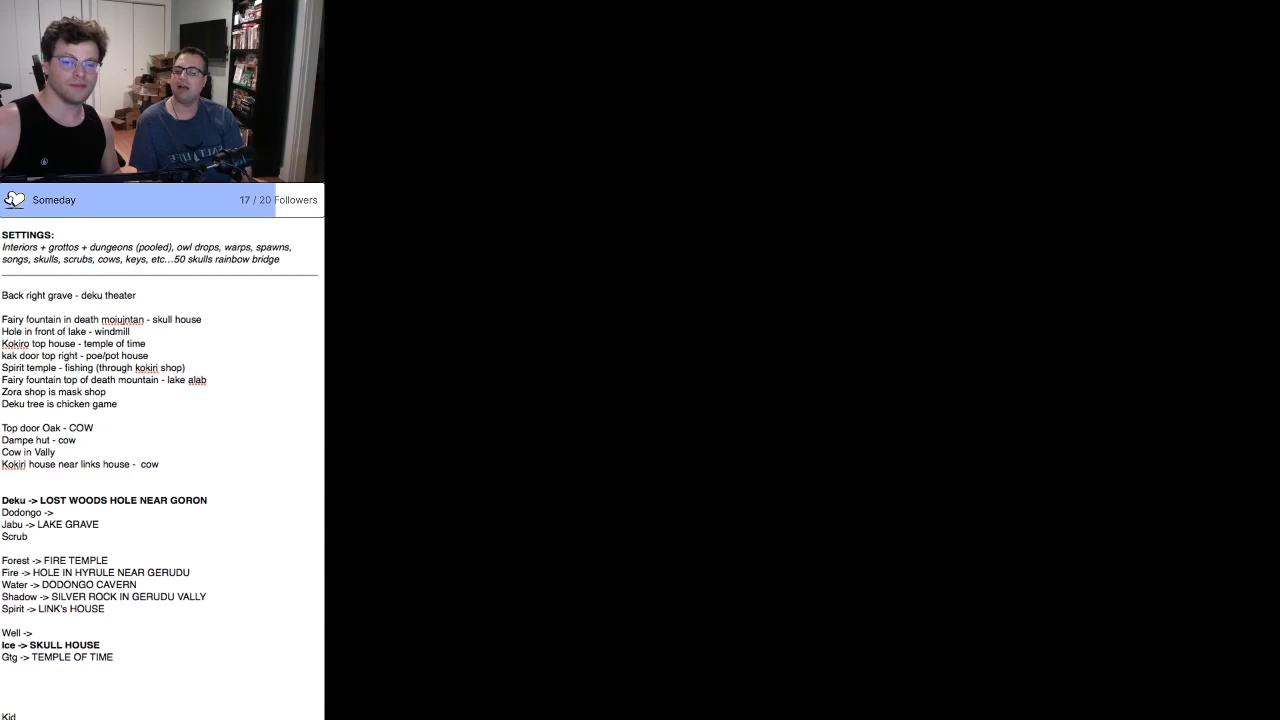 Someday
17 / 20 Followers
SETTINGS:
Interiors + grottos + dungeons (pooled), owl drops, warps, spawns,
songs, skulls, scrubs, cows, keys, etc...50 skulls rainbow bridge
Back right grave - deku theater
Fairy fountain in death moiujntan - skull house
Hole in front of lake - windmill
Kokiro top house - temple of time
kak door top right - poe/pot house
Spirit temple - fishing (through kokiri shop)
Fairy fountain top of death mountain - lake alab
Zora shop is mask shop
Deku tree is chicken game
Top door Oak - COW
Dampe hut - cow
Cow in Vally
Kokiri house near links house -  cow
Deku -> LOST WOODS HOLE NEAR GORON
Dodongo ->
Jabu -> LAKE GRAVE
Scrub
Forest -> FIRE TEMPLE
Fire -> HOLE IN HYRULE NEAR GERUDU
Water -> DODONGO CAVERN
Shadow -> SILVER ROCK IN GERUDU VALLY
Spirit -> LINK's HOUSE
Well ->
Ice -> SKULL HOUSE
Gtg -> TEMPLE OF TIME
Kid